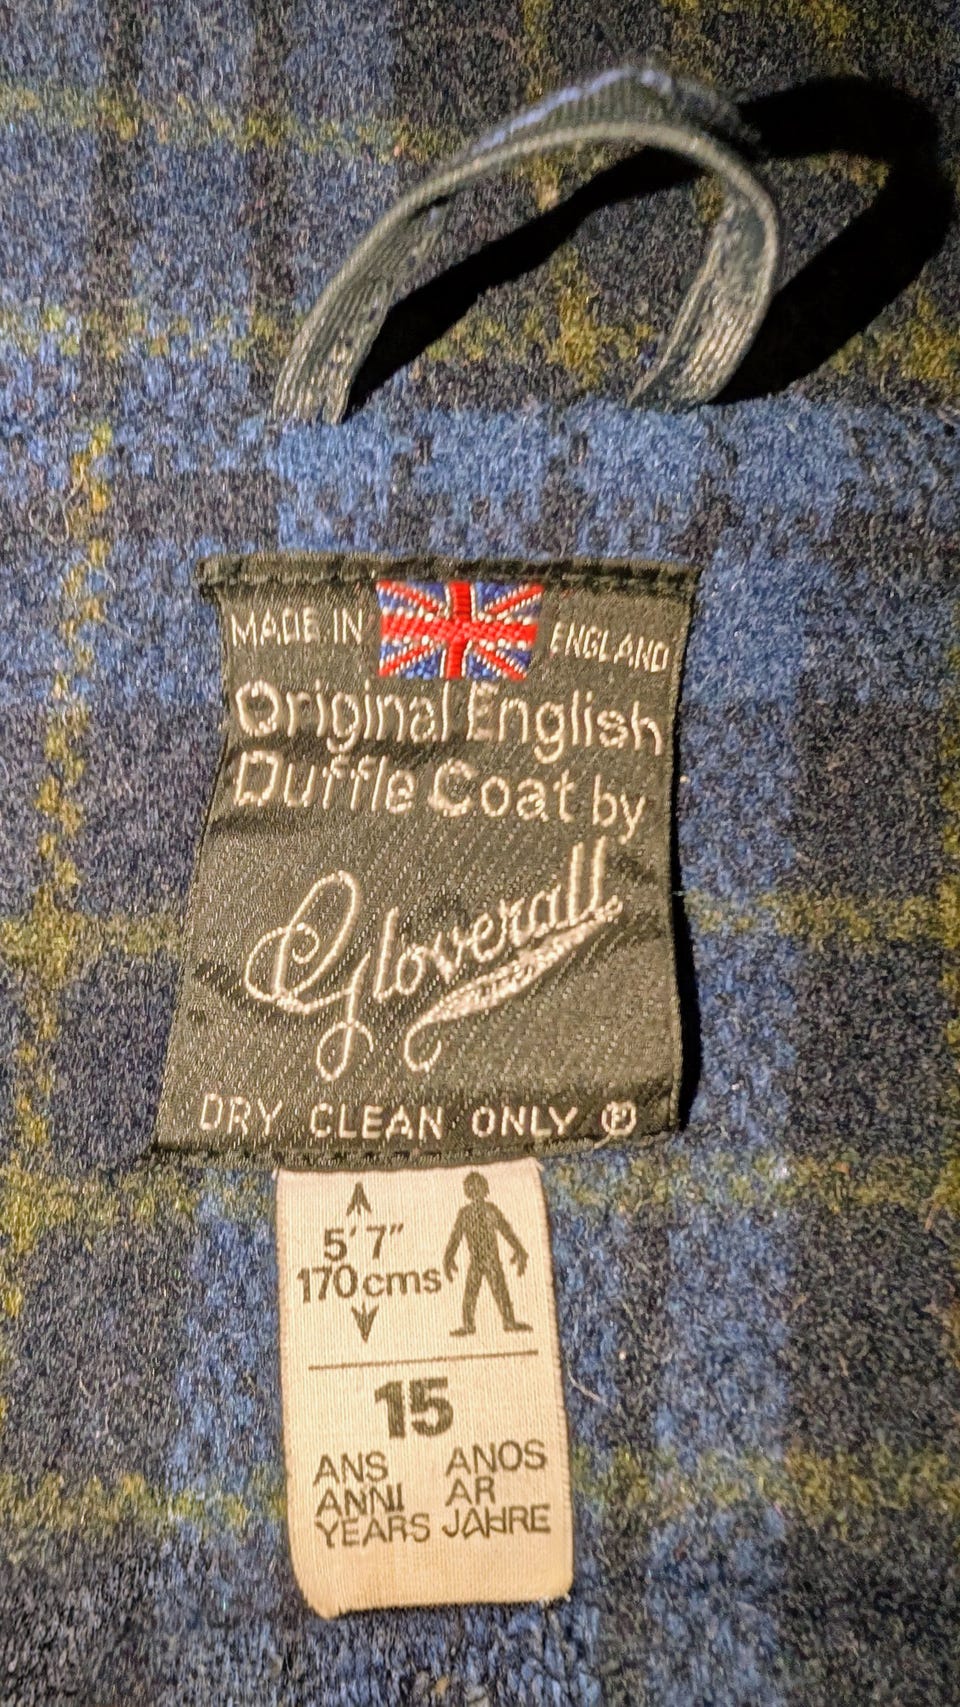 MADE IN ENGLAND
Original English
Duffle Coat by
Gloverall
DRY CLEAN ONLY Ⓟ
5'7"
170cms
15
ANS ANOS
ANNI AR
YEARS JAHRE